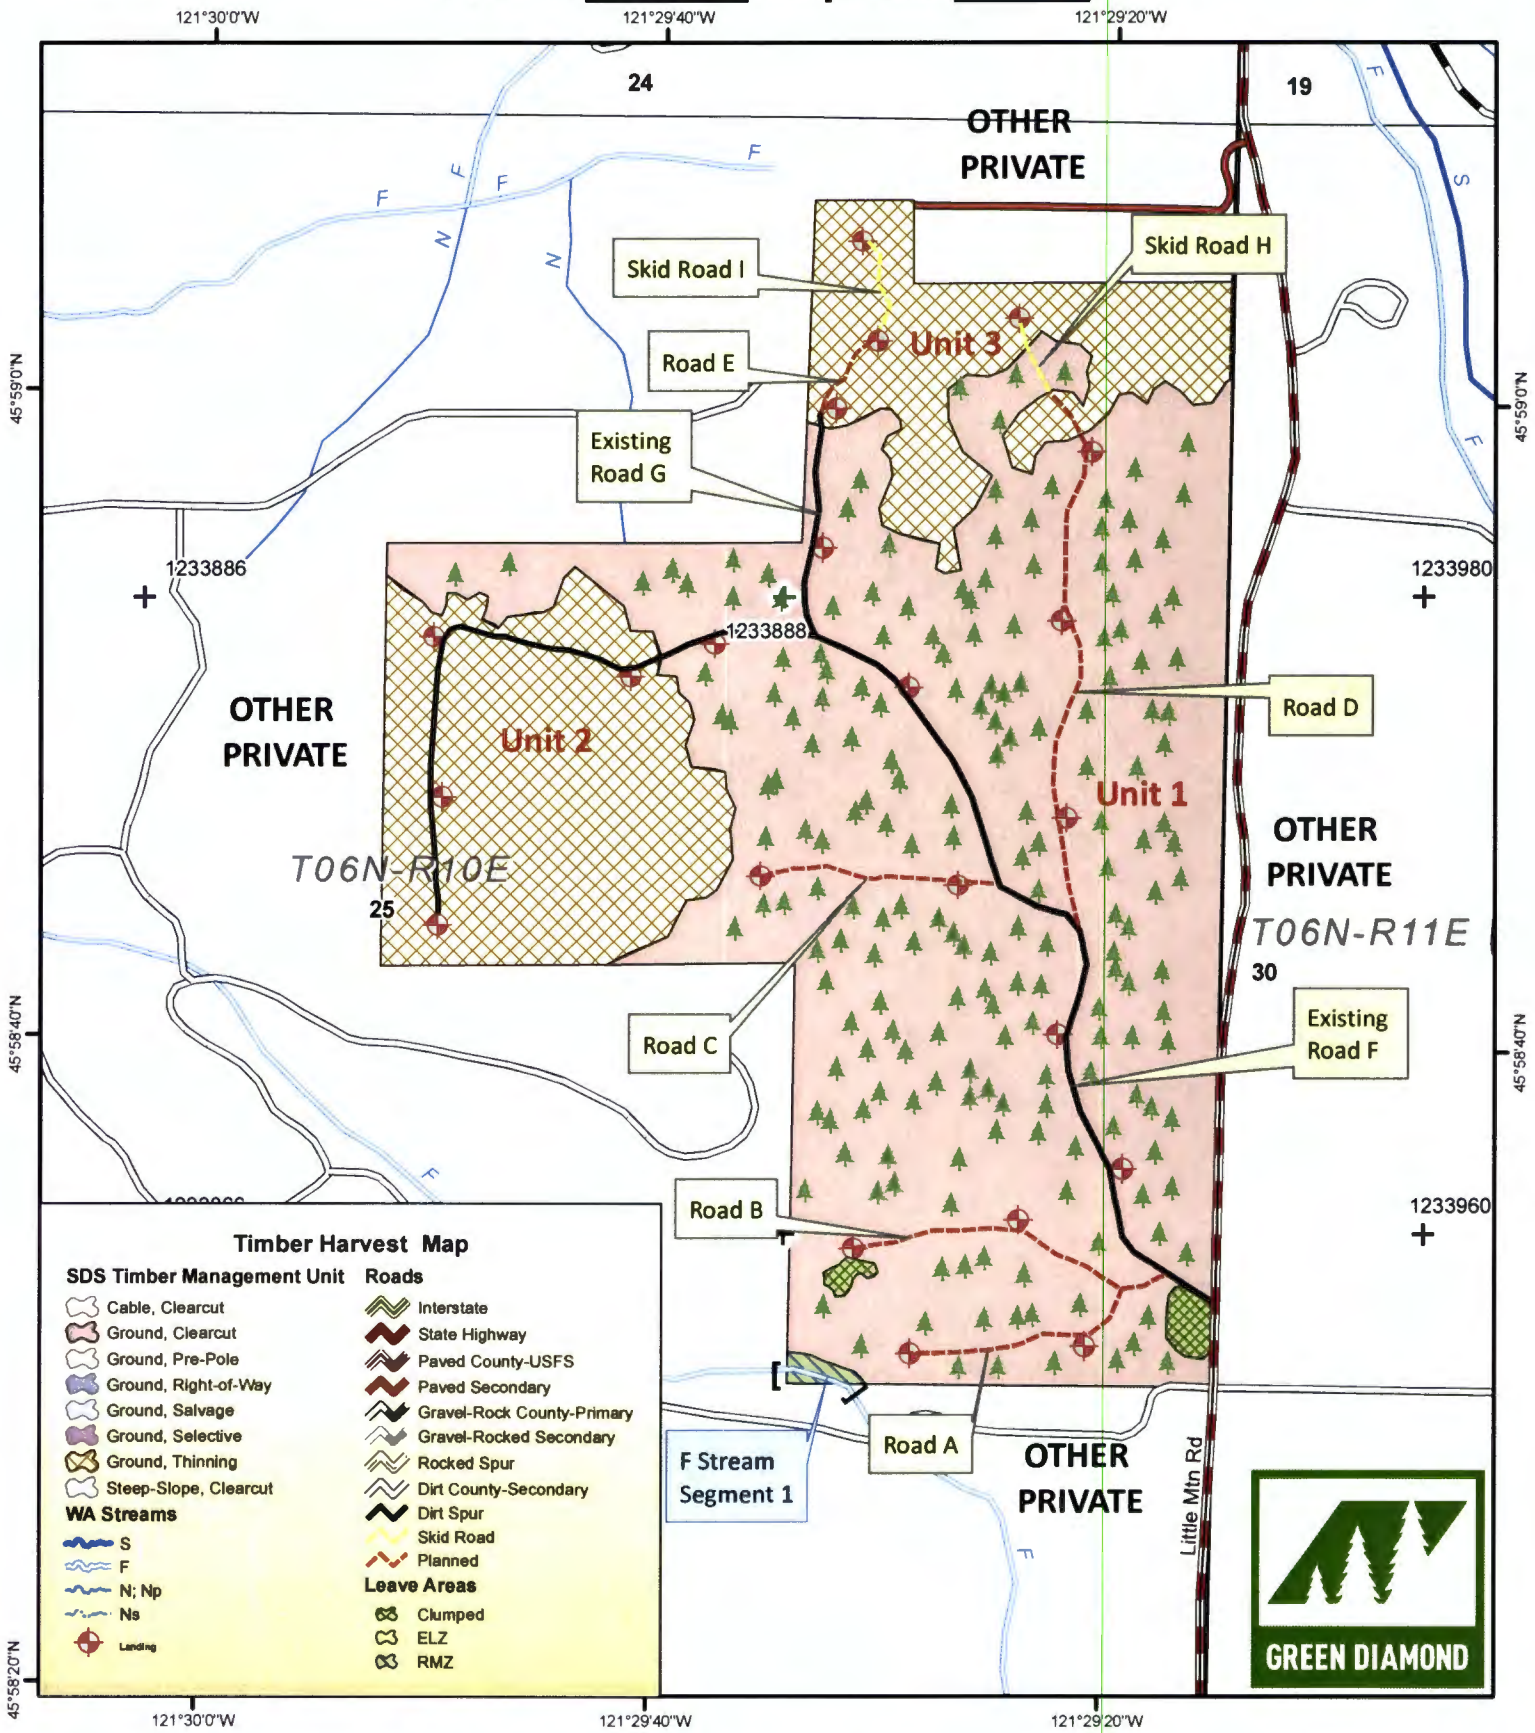 121°30'0"W
121°29'40"W
121°29'20"W
24
19
OTHER
PRIVATE
F
S
F
F
F
F
N
N
Skid Road I
Skid Road H
Road E
Unit 3
45°59'0"N
45°59'0"N
Existing
Road G
F
1233886
1233980
1233888
OTHER
PRIVATE
Unit 2
Road D
Unit 1
OTHER
PRIVATE
T06N-R10E
25
T06N-R11E
30
Existing
Road F
Road C
45°58'40"N
45°58'40"N
F
Road B
1233960
Timber Harvest Map
SDS Timber Management Unit
Cable, Clearcut
Ground, Clearcut
Ground, Pre-Pole
Ground, Right-of-Way
Ground, Salvage
Ground, Selective
Ground, Thinning
Steep-Slope, Clearcut
WA Streams
S
F
N; Np
Ns
Landing
Roads
Interstate
State Highway
Paved County-USFS
Paved Secondary
Gravel-Rock County-Primary
Gravel-Rocked Secondary
Rocked Spur
Dirt County-Secondary
Dirt Spur
Skid Road
Planned
Leave Areas
Clumped
ELZ
RMZ
F Stream
Segment 1
Road A
OTHER
PRIVATE
Little Mtn Rd
F
GREEN DIAMOND
45°58'20"N
121°30'0"W
121°29'40"W
121°29'20"W